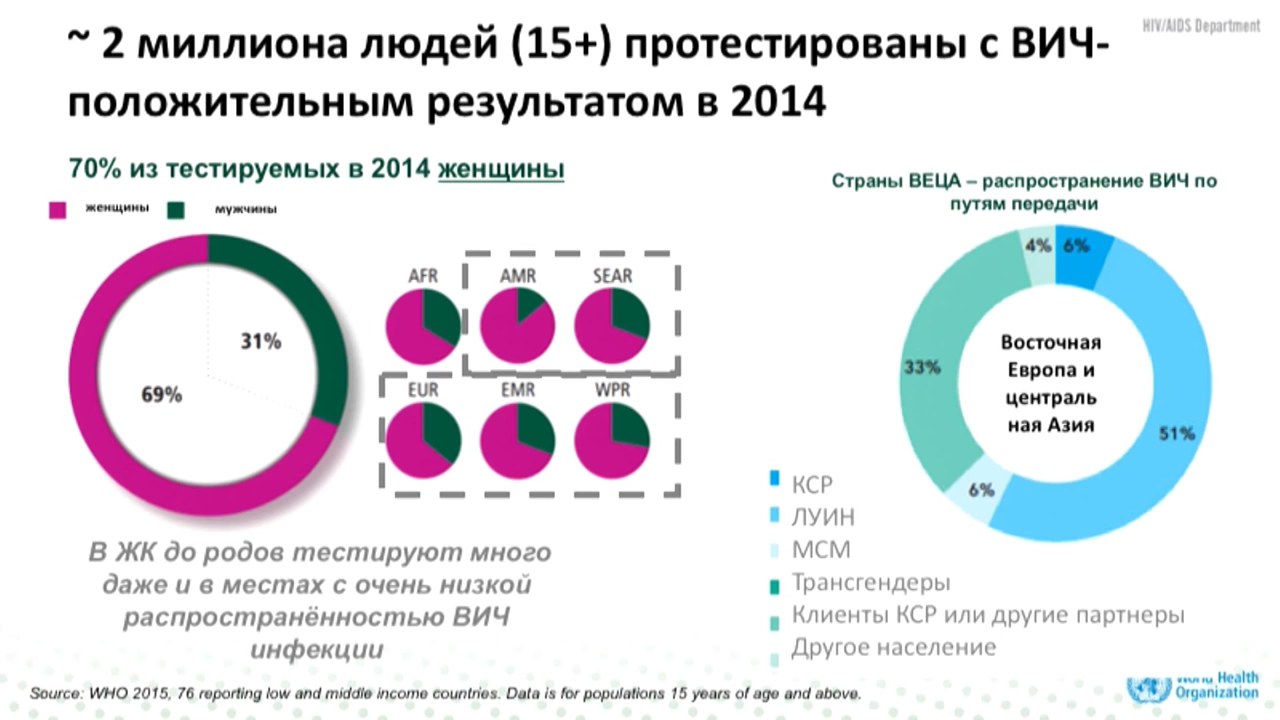 HIV/AIDS Department
~ 2 миллиона людей (15+) протестированы с ВИЧ-
положительным результатом в 2014
70% из тестируемых в 2014 женщины
женщины мужчины
31%
69%
AFR AMR SEAR
EUR EMR WPR
В ЖК до родов тестируют много
даже и в местах с очень низкой
распространённостью ВИЧ
инфекции
Страны ВЕЦА – распространение ВИЧ по
путям передачи
4% 6%
33%
51%
6%
Восточная
Европа и
централь
ная Азия
КСР
ЛУИН
МСМ
Трансгендеры
Клиенты КСР или другие партнеры
Другое население
Source: WHO 2015, 76 reporting low and middle income countries. Data is for populations 15 years of age and above.
World Health
Organization